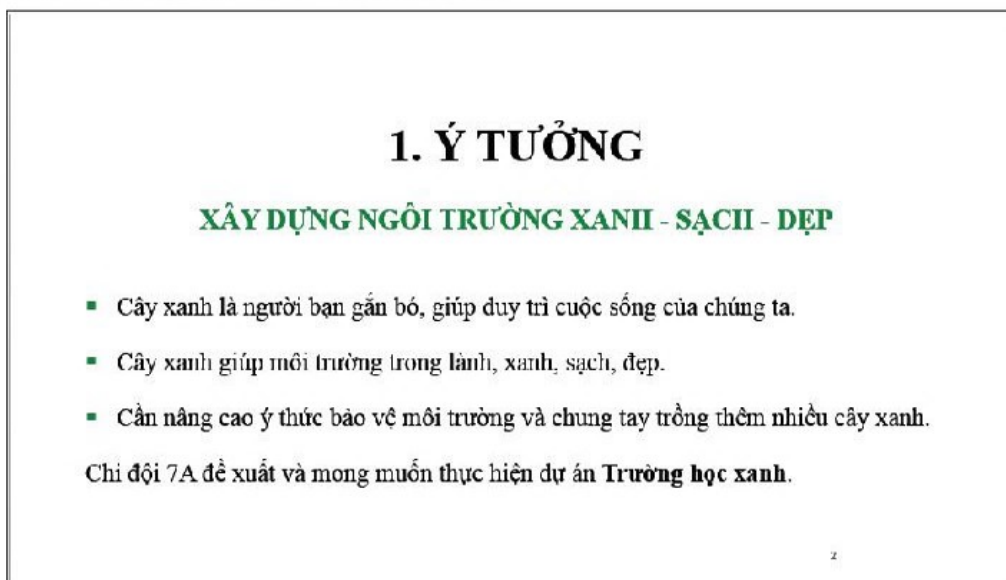 1. Ý TƯỞNG
XÂY DỰNG NGÔI TRƯỜNG XANH - SẠCH - ĐẸP
▪ Cây xanh là người bạn gắn bó, giúp duy trì cuộc sống của chúng ta.
▪ Cây xanh giúp môi trường trong lành, xanh, sạch, đẹp.
▪ Cần nâng cao ý thức bảo vệ môi trường và chung tay trồng thêm nhiều cây xanh.
Chi đội 7A đề xuất và mong muốn thực hiện dự án Trường học xanh.
2